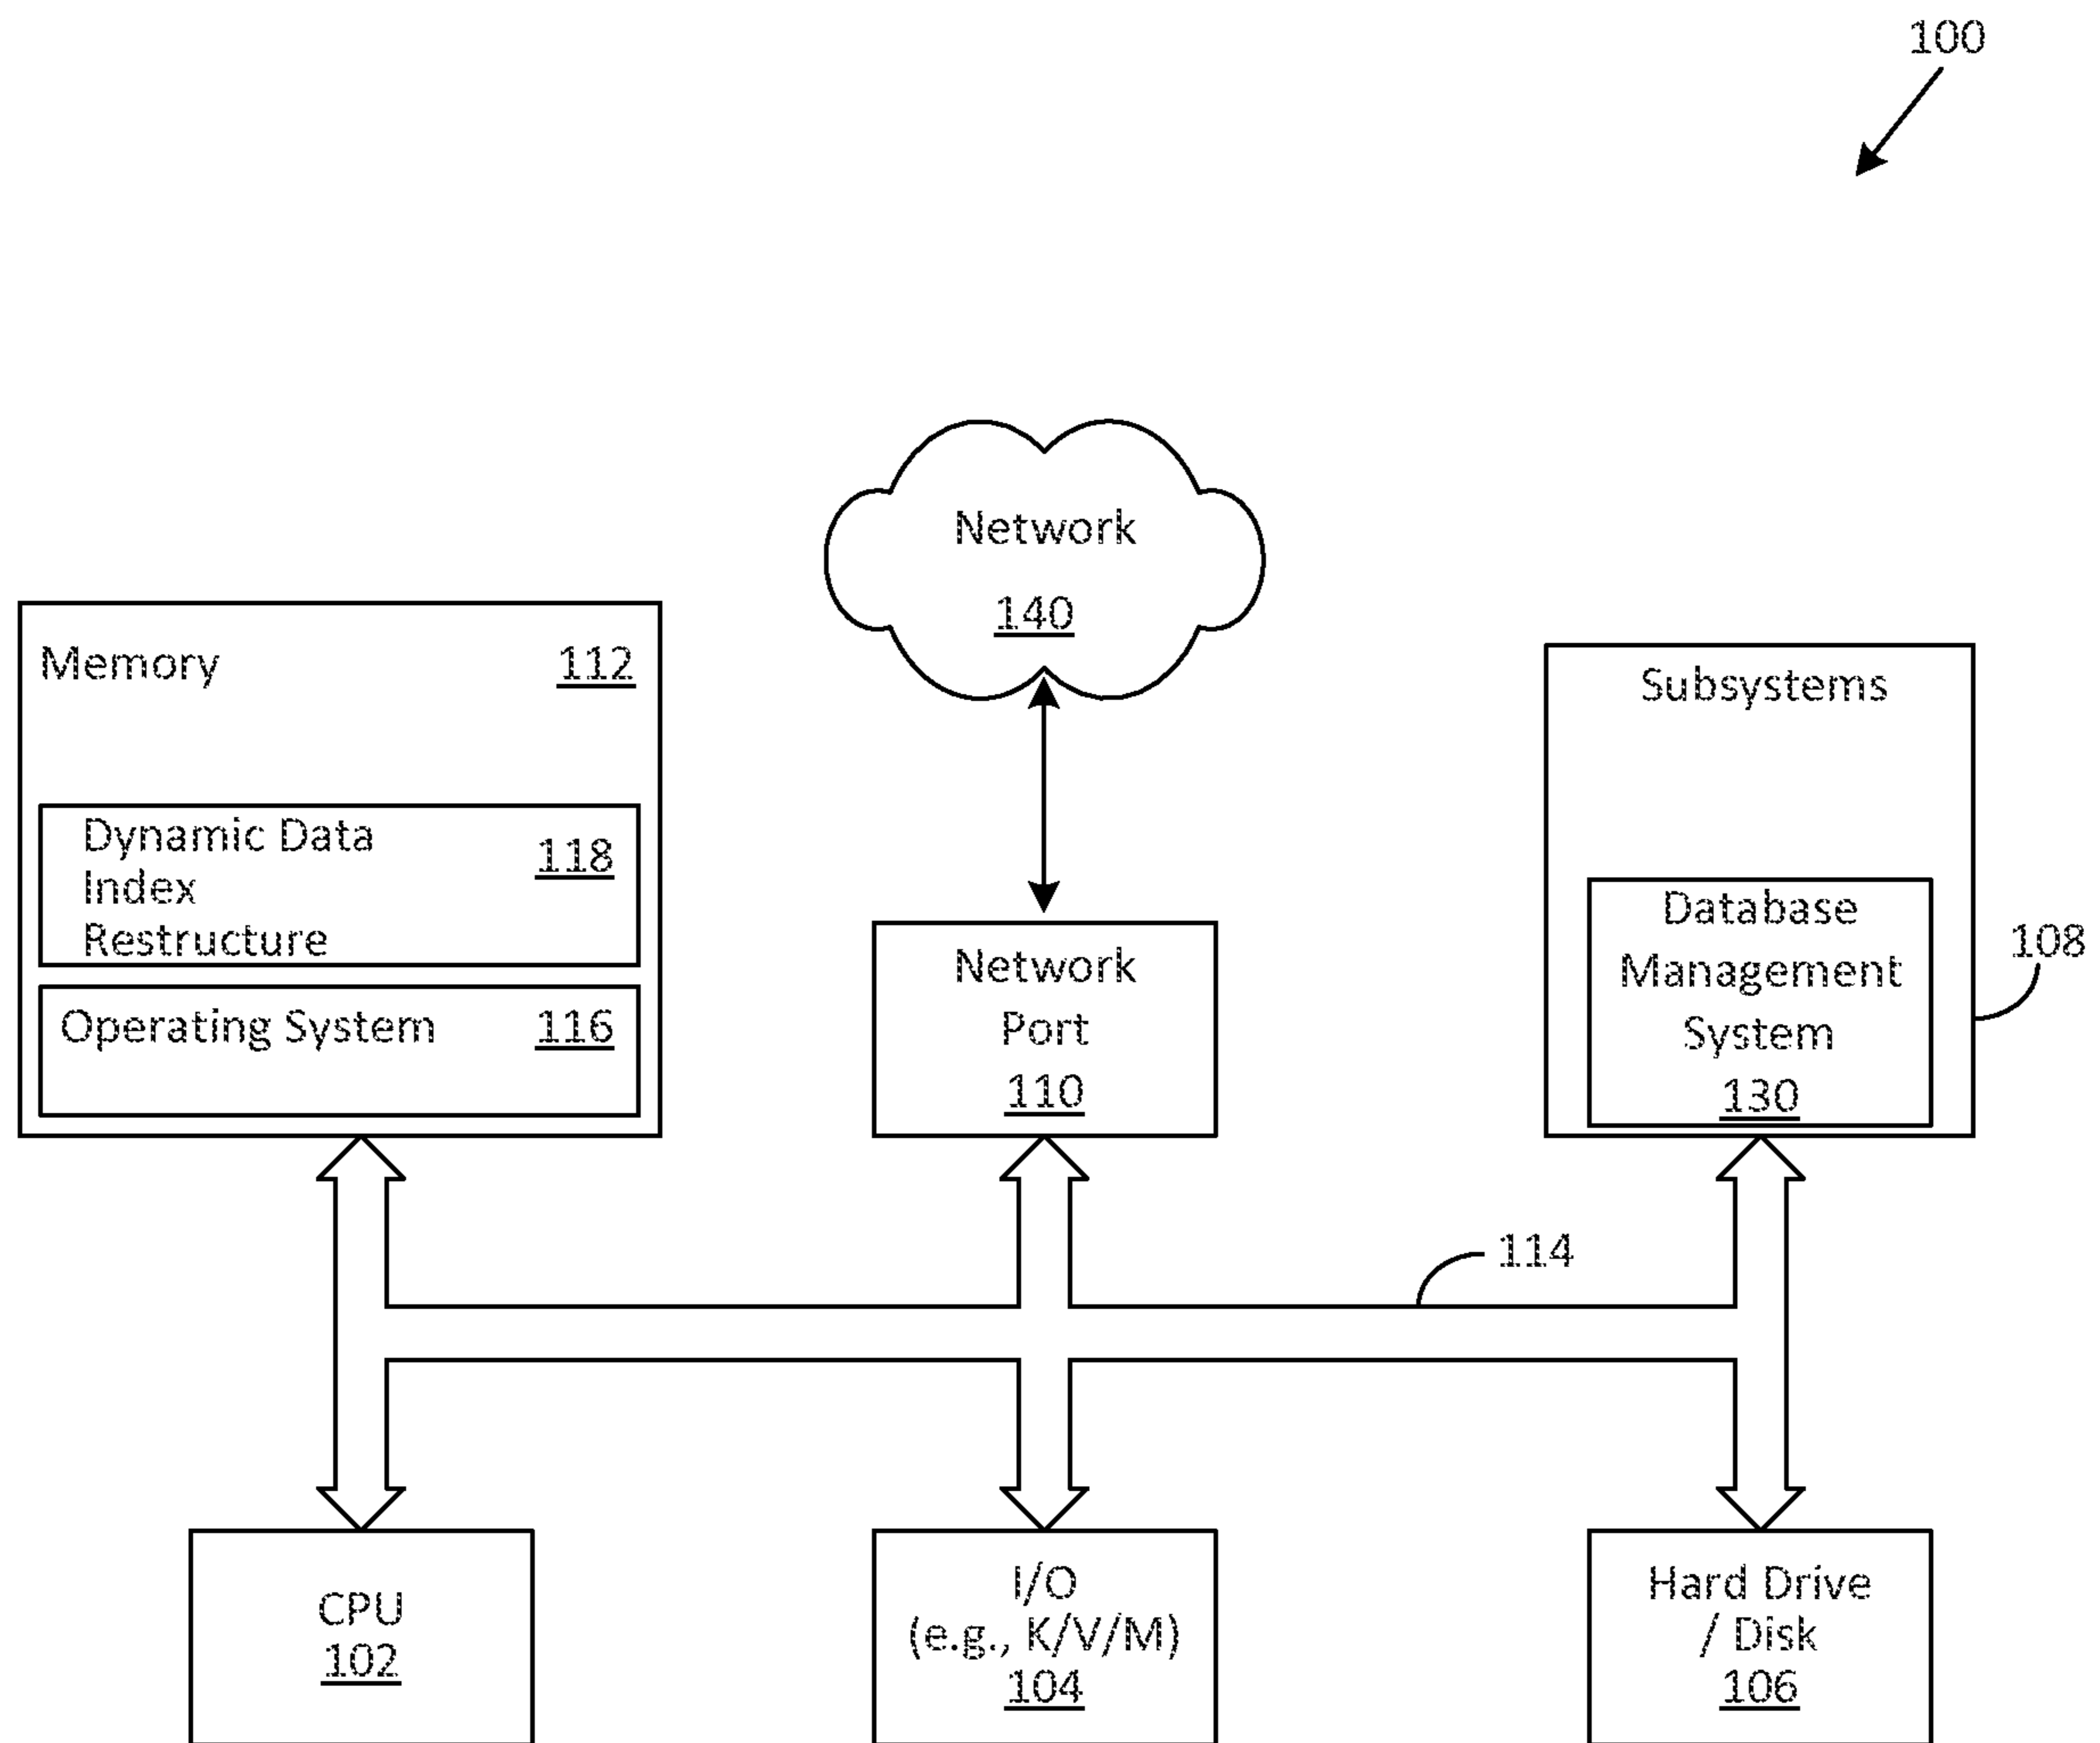 100
Network
140
Memory 112
Dynamic Data
Index
Restructure
118
Operating System 116
Network
Port
110
Subsystems
Database
Management
System
130
108
114
CPU
102
I/O
(e.g., K/V/M)
104
Hard Drive
/ Disk
106